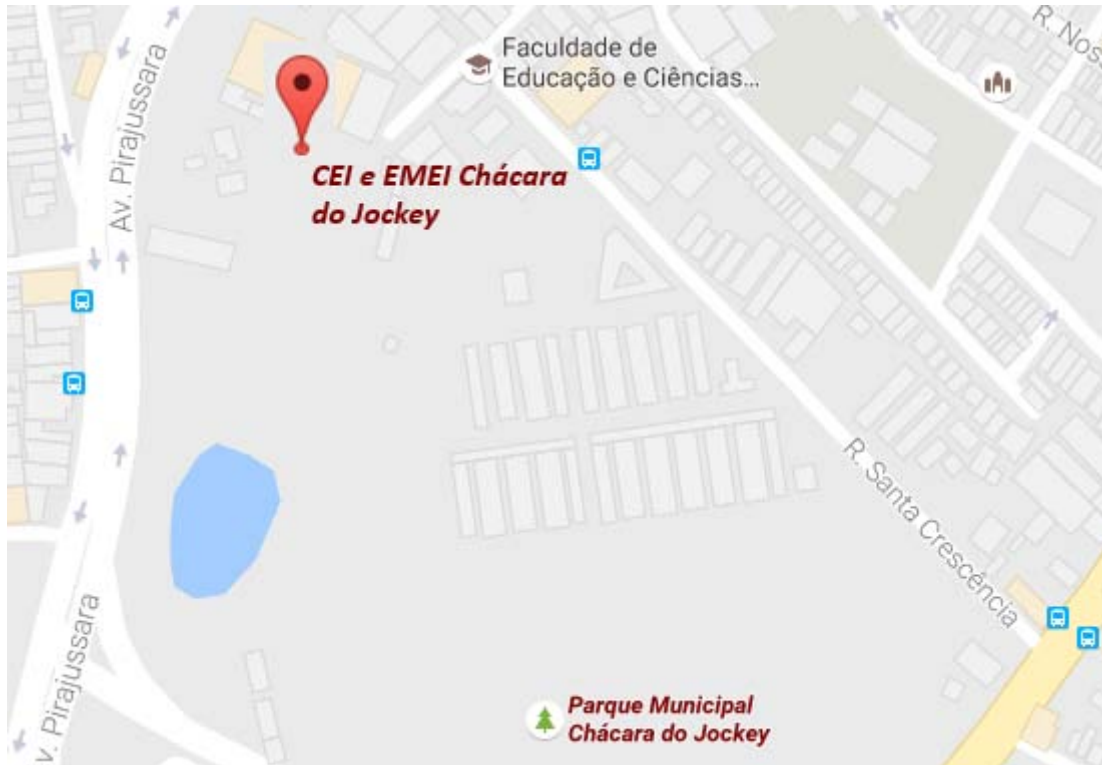 Av. Pirajussara
Faculdade de
Educação e Ciências...
R. Noss
CEI e EMEI Chácara
do Jockey
R. Santa Crescência
Av. Pirajussara
Parque Municipal
Chácara do Jockey